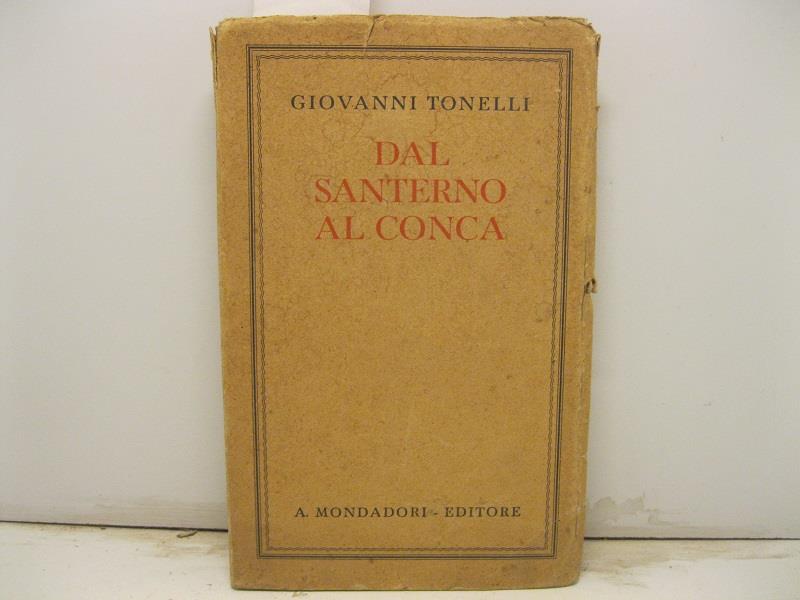 GIOVANNI TONELLI
DAL
SANTERNO
AL CONCA
A. MONDADORI - EDITORE